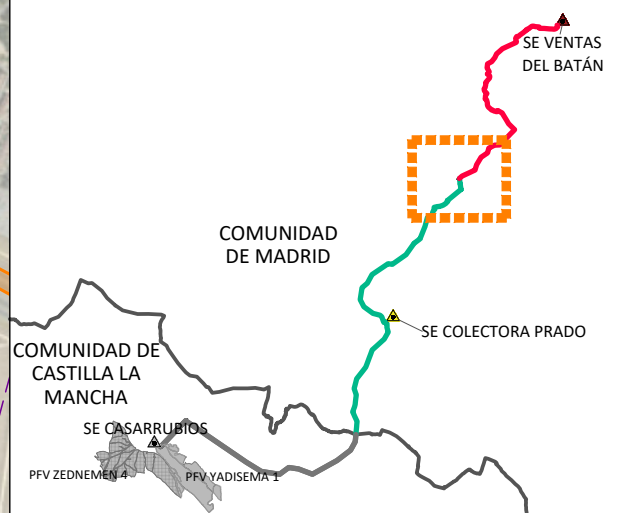 SE VENTAS
DEL BATÁN
COMUNIDAD
DE MADRID
SE COLECTORA PRADO
COMUNIDAD DE
CASTILLA LA
MANCHA
SE CASARRUBIOS
PFV ZEDNEMEN 4
PFV YADISEMA 1